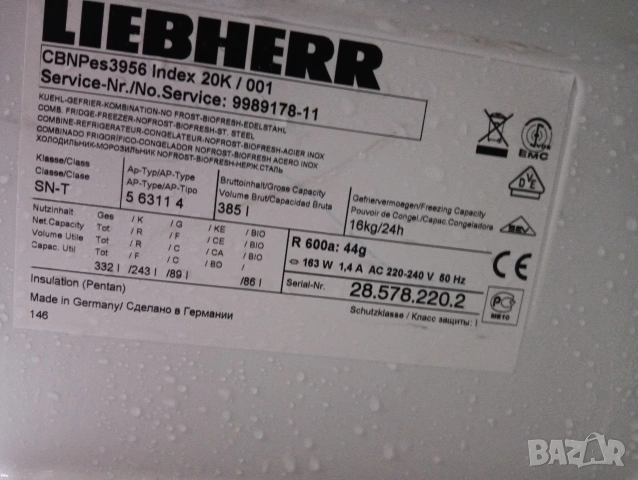 LIEBHERR
CBNPes3956 Index 20K / 001
Service-Nr./No.Service: 9989178-11
KUEHL-GEFRIER-KOMBINATION-NO FROST-BIOFRESH-EDELSTAHL
COMB. FRIDGE-FREEZER-NOFROST-BIOFRESH-ST. STEEL
COMBINE-REFRIGERATEUR-CONGELATEUR-NOFROST-BIOFRESH-ACIER INOX
COMBINADO FRIGORÍFICO-CONGELADOR NOFROST-BIOFRESH ACERO INOX
ХОЛОДИЛЬНИК-МОРОЗИЛЬНИК NOFROST-BIOFRESH-НЕРЖ.СТАЛЬ
EMC
DVE
Klasse/Class
Classe/Clase
SN-T
Ap-Typ/AP-Type
AP-Type/AP-Tipo
5 6311 4
Bruttoinhalt/Gross Capacity
Volume Brut/Capacidad Bruta
385 l
Gefriervermoegen/Freezing Capacity
Pouvoir de Congel./Capac.Congeladora
16kg/24h
Nutzinhalt Ges / K / G / KE / BIO
Net.Capacity Tot / R / F / CE / BIO
Volume Utile Tot / R / C / CA / BIO
Capac. Util Tot / F / C / BO /
332 l /243 l /89 l /86 l
R 600a: 44g
163 W 1,4 A AC 220-240 V 50 Hz
CE
Serial-Nr. 28.578.220.2
Insulation (Pentan)
Made in Germany/ Сделано в Германии
Schutzklasse / Класс защиты: I
ME10
146
BAZAR